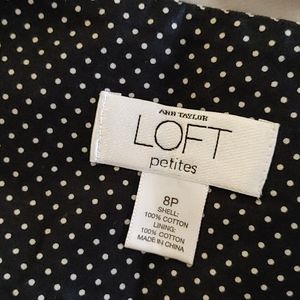 ANN TAYLOR
LOFT
petites
8P
SHELL:
100% COTTON
LINING:
100% COTTON
MADE IN CHINA